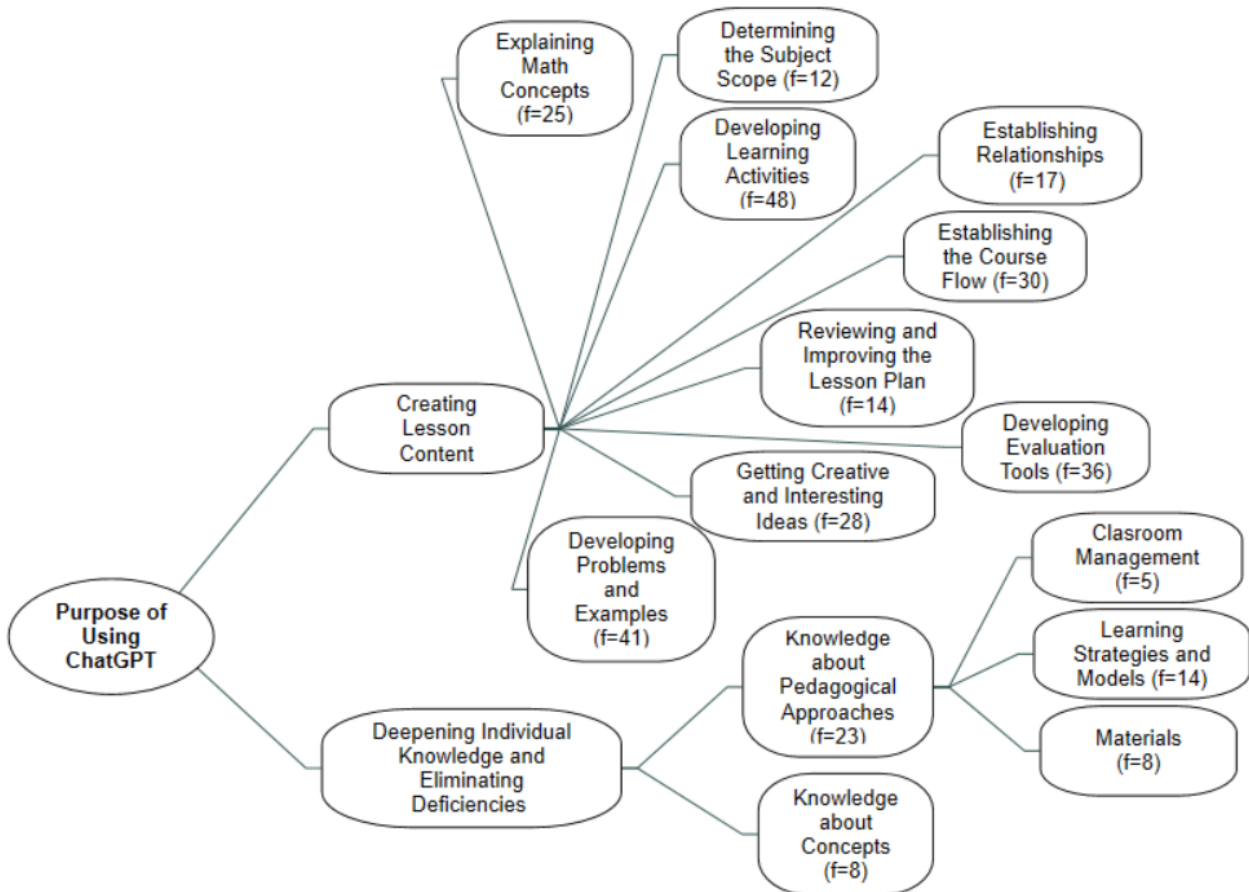 Explaining
Math
Concepts
(f=25)
Determining
the Subject
Scope (f=12)
Developing
Learning
Activities
(f=48)
Establishing
Relationships
(f=17)
Establishing
the Course
Flow (f=30)
Reviewing and
Improving the
Lesson Plan
(f=14)
Creating
Lesson
Content
Developing
Evaluation
Tools (f=36)
Getting Creative
and Interesting
Ideas (f=28)
Developing
Problems
and
Examples
(f=41)
Purpose of
Using
ChatGPT
Deepening Individual
Knowledge and
Eliminating
Deficiencies
Knowledge
about
Pedagogical
Approaches
(f=23)
Clasroom
Management
(f=5)
Learning
Strategies and
Models (f=14)
Materials
(f=8)
Knowledge
about
Concepts
(f=8)